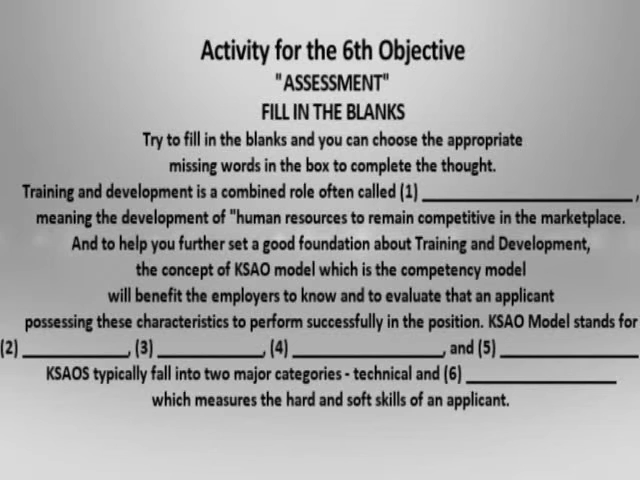 Activity for the 6th Objective
"ASSESSMENT"
FILL IN THE BLANKS
Try to fill in the blanks and you can choose the appropriate
missing words in the box to complete the thought.
Training and development is a combined role often called (1) ____________________,
meaning the development of "human resources to remain competitive in the marketplace.
And to help you further set a good foundation about Training and Development,
the concept of KSAO model which is the competency model
will benefit the employers to know and to evaluate that an applicant
possessing these characteristics to perform successfully in the position. KSAO Model stands for
(2) __________, (3) __________, (4) ______________, and (5) _____________
KSAOS typically fall into two major categories - technical and (6) ______________
which measures the hard and soft skills of an applicant.